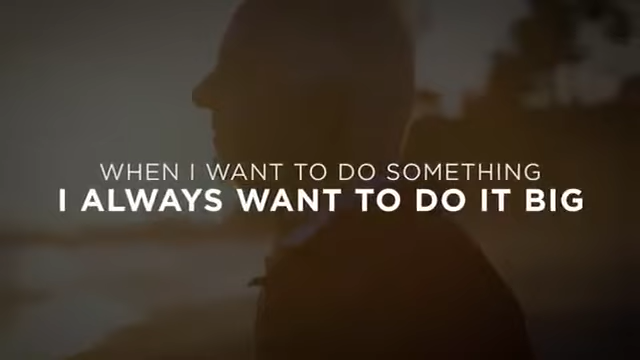 WHEN I WANT TO DO SOMETHING
I ALWAYS WANT TO DO IT BIG